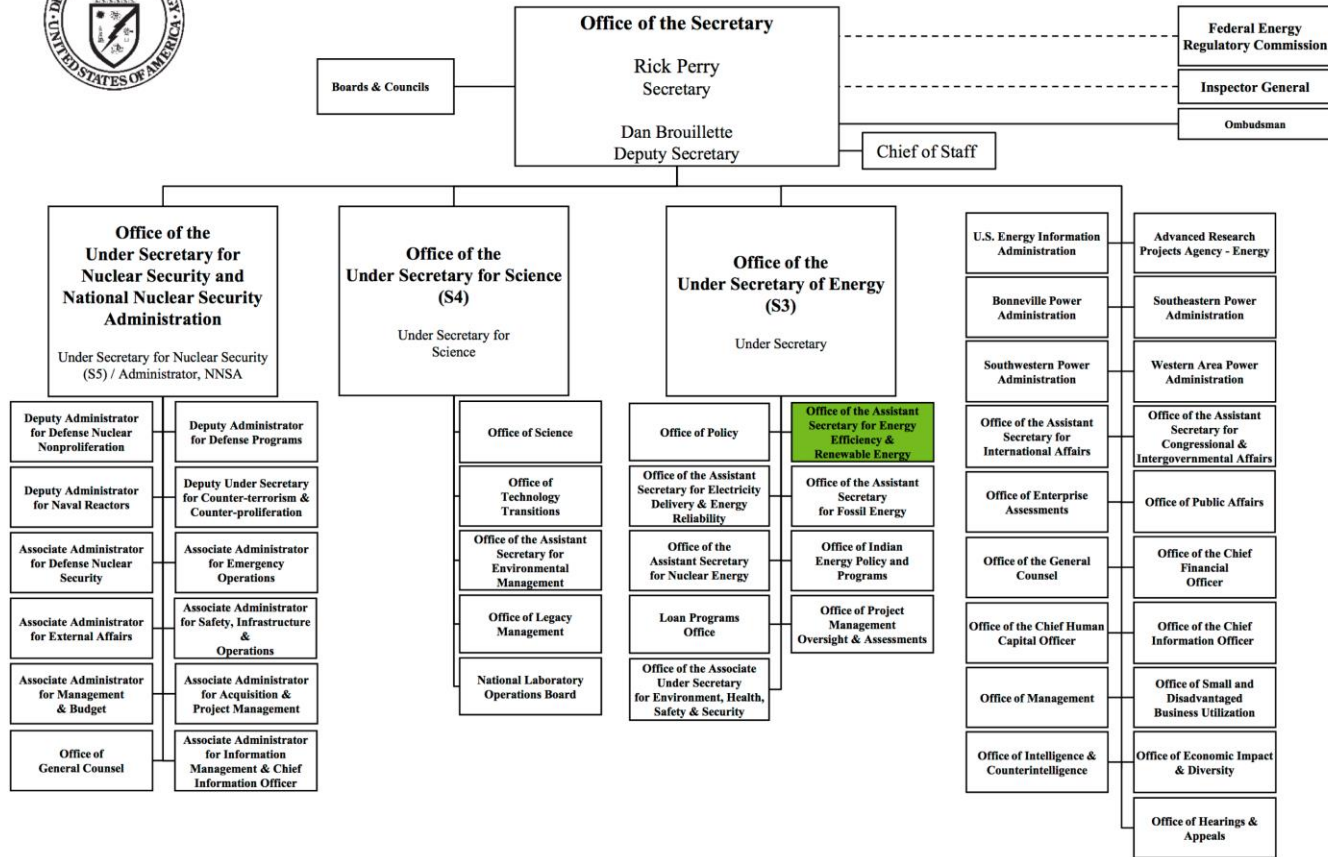 UNITED STATES OF AMERICA
Office of the Secretary
Rick Perry
Secretary
Dan Brouillette
Deputy Secretary
Boards & Councils
Federal Energy
Regulatory Commission
Inspector General
Ombudsman
Chief of Staff
Office of the
Under Secretary for
Nuclear Security and
National Nuclear Security
Administration
Under Secretary for Nuclear Security
(S5) / Administrator, NNSA
Office of the
Under Secretary for Science
(S4)
Under Secretary for
Science
Office of the
Under Secretary of Energy
(S3)
Under Secretary
Deputy Administrator
for Defense Nuclear
Nonproliferation
Deputy Administrator
for Defense Programs
Deputy Administrator
for Naval Reactors
Deputy Under Secretary
for Counter-terrorism &
Counter-proliferation
Associate Administrator
for Defense Nuclear
Security
Associate Administrator
for Emergency
Operations
Associate Administrator
for External Affairs
Associate Administrator
for Safety, Infrastructure
&
Operations
Associate Administrator
for Management
& Budget
Associate Administrator
for Acquisition &
Project Management
Office of
General Counsel
Associate Administrator
for Information
Management & Chief
Information Officer
Office of Science
Office of
Technology
Transitions
Office of the Assistant
Secretary for
Environmental
Management
Office of Legacy
Management
National Laboratory
Operations Board
Office of Policy
Office of the Assistant
Secretary for Energy
Efficiency &
Renewable Energy
Office of the Assistant
Secretary for Electricity
Delivery & Energy
Reliability
Office of the Assistant
Secretary
for Fossil Energy
Office of the
Assistant Secretary
for Nuclear Energy
Office of Indian
Energy Policy and
Programs
Loan Programs
Office
Office of Project
Management
Oversight & Assessments
Office of the Associate
Under Secretary
for Environment, Health,
Safety & Security
U.S. Energy Information
Administration
Advanced Research
Projects Agency - Energy
Bonneville Power
Administration
Southeastern Power
Administration
Southwestern Power
Administration
Western Area Power
Administration
Office of the Assistant
Secretary for
International Affairs
Office of the Assistant
Secretary for
Congressional &
Intergovernmental Affairs
Office of Enterprise
Assessments
Office of Public Affairs
Office of the General
Counsel
Office of the Chief
Financial
Officer
Office of the Chief Human
Capital Officer
Office of the Chief
Information Officer
Office of Management
Office of Small and
Disadvantaged
Business Utilization
Office of Intelligence &
Counterintelligence
Office of Economic Impact
& Diversity
Office of Hearings &
Appeals